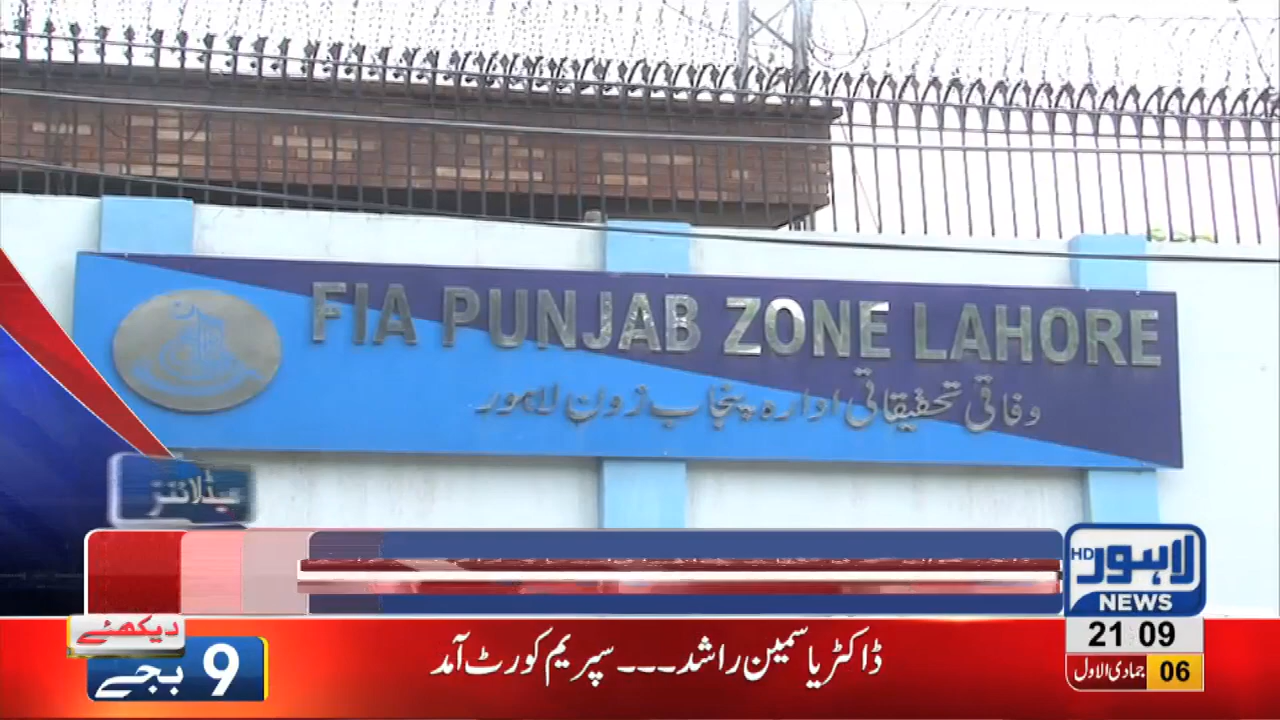 FIA PUNJAB ZONE LAHORE
وفاقی تحقیقاتی ادارہ پنجاب زون لاہور
ہیڈلائنز
HD لاہور
NEWS
21 09
06 جمادی الاول
دیکھئے
9 بجے
ڈاکٹر یاسمین راشد۔۔۔ سپریم کورٹ آمد